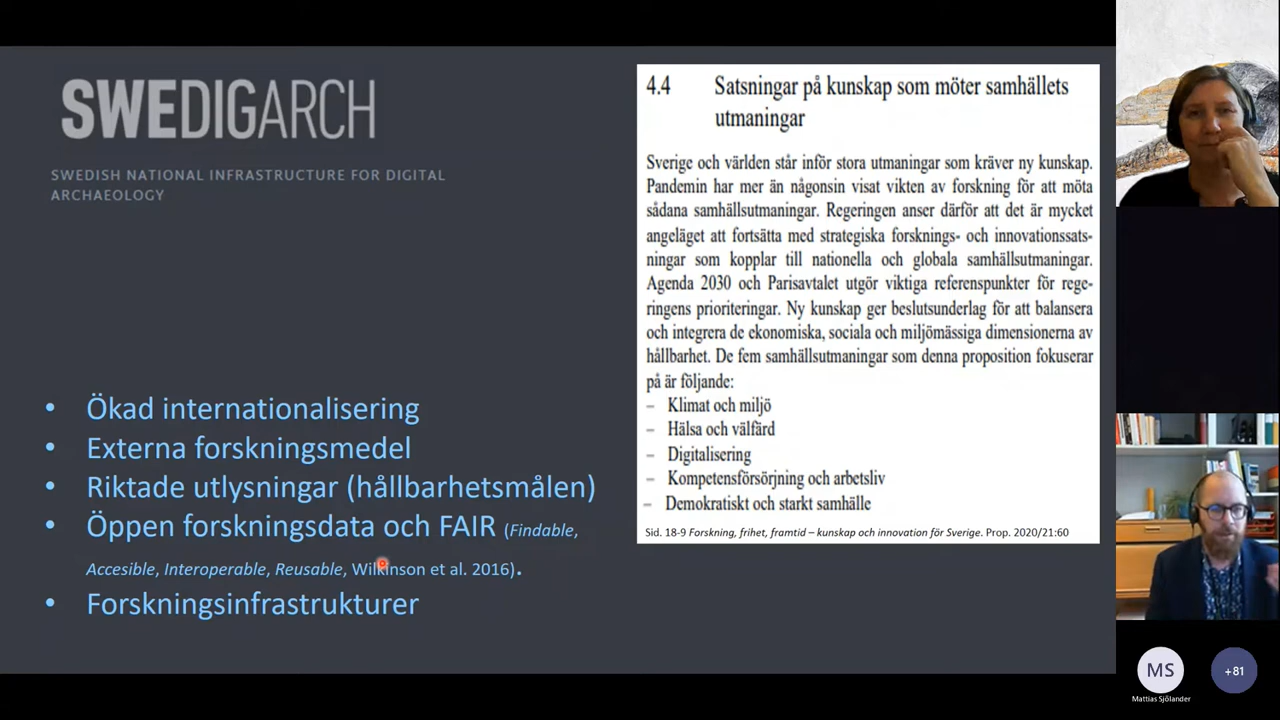 SWEDIGARCH
SWEDISH NATIONAL INFRASTRUCTURE FOR DIGITAL
ARCHAEOLOGY
• Ökad internationalisering
• Externa forskningsmedel
• Riktade utlysningar (hållbarhetsmålen)
• Öppen forskningsdata och FAIR (Findable,
Accesible, Interoperable, Reusable, Wilkinson et al. 2016).
• Forskningsinfrastrukturer
4.4 Satsningar på kunskap som möter samhällets
utmaningar
Sverige och världen står inför stora utmaningar som kräver ny kunskap.
Pandemin har mer än någonsin visat vikten av forskning för att möta
sådana samhällsutmaningar. Regeringen anser därför att det är mycket
angeläget att fortsätta med strategiska forsknings- och innovationssats-
ningar som kopplar till nationella och globala samhällsutmaningar.
Agenda 2030 och Parisavtalet utgör viktiga referenspunkter för rege-
ringens prioriteringar. Ny kunskap ger beslutsunderlag för att balansera
och integrera de ekonomiska, sociala och miljömässiga dimensionerna av
hållbarhet. De fem samhällsutmaningar som denna proposition fokuserar
på är följande:
– Klimat och miljö
– Hälsa och välfärd
– Digitalisering
– Kompetensförsörjning och arbetsliv
– Demokratiskt och starkt samhälle
Sid. 18-9 Forskning, frihet, framtid – kunskap och innovation för Sverige. Prop. 2020/21:60
MS
Mattias Sjölander
+81